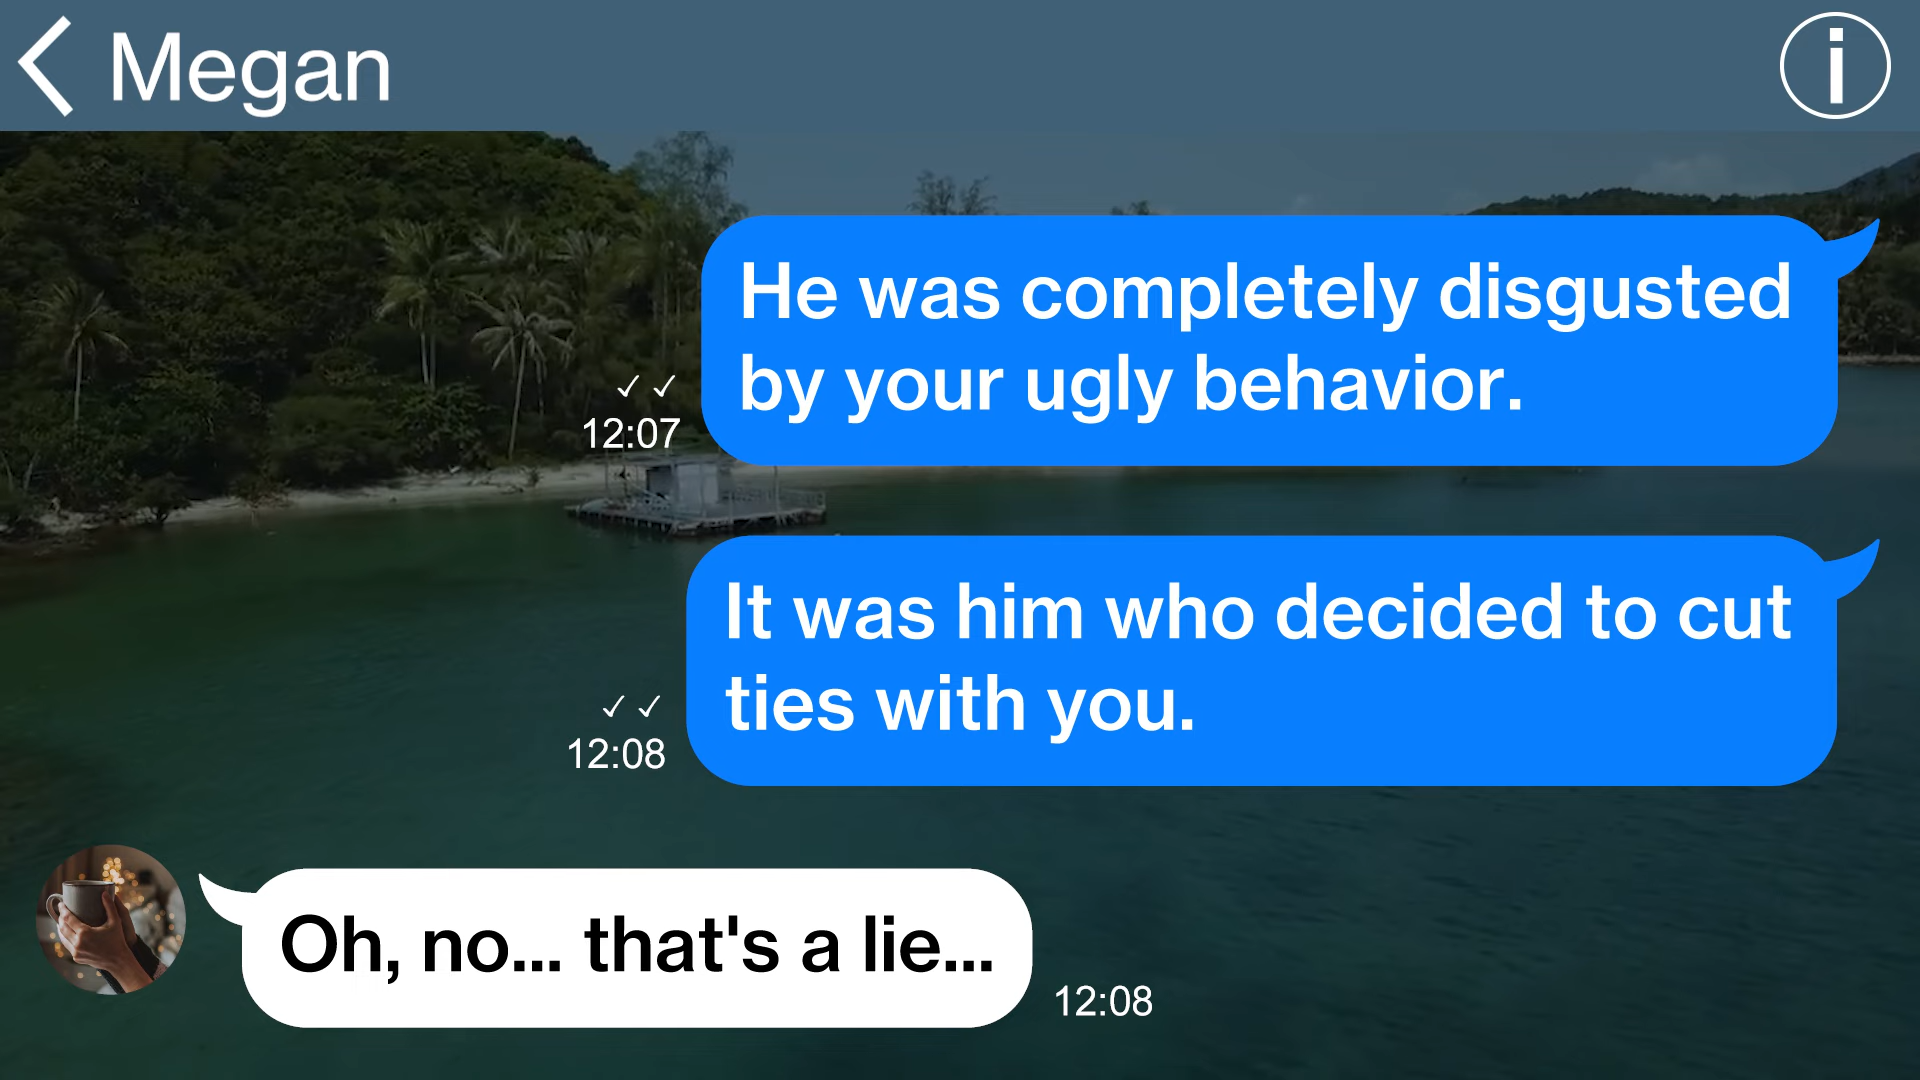 Megan
i
He was completely disgusted
by your ugly behavior.
✓ ✓
12:07
It was him who decided to cut
ties with you.
✓ ✓
12:08
Oh, no... that's a lie...
12:08